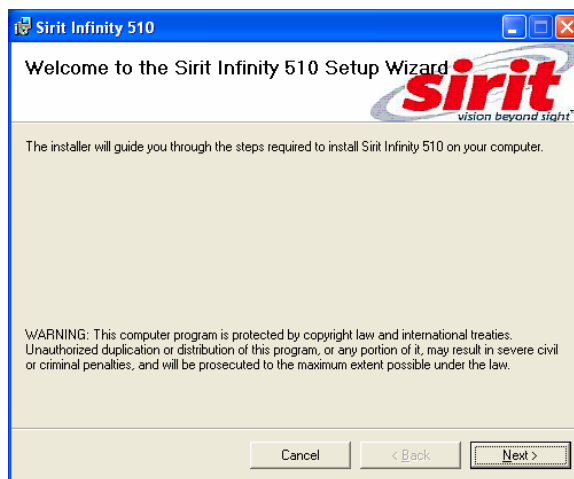 Sirit Infinity 510
Welcome to the Sirit Infinity 510 Setup Wizard
sirit
vision beyond sight
The installer will guide you through the steps required to install Sirit Infinity 510 on your computer.
WARNING: This computer program is protected by copyright law and international treaties.
Unauthorized duplication or distribution of this program, or any portion of it, may result in severe civil
or criminal penalties, and will be prosecuted to the maximum extent possible under the law.
Cancel < Back Next >